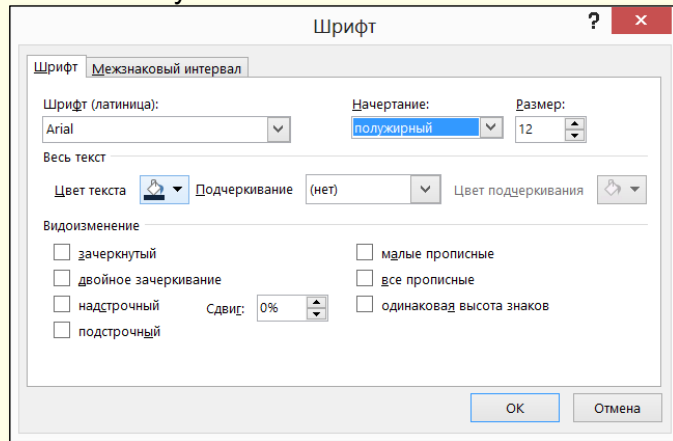 Шрифт ? ×
Шрифт Межзнаковый интервал
Шрифт (латиница): Начертание: Размер:
Arial полужирный 12
Весь текст
Цвет текста Подчеркивание (нет) Цвет подчеркивания
Видоизменение
зачеркнутый малые прописные
двойное зачеркивание все прописные
надстрочный Сдвиг: 0% одинаковая высота знаков
подстрочный
ОК Отмена